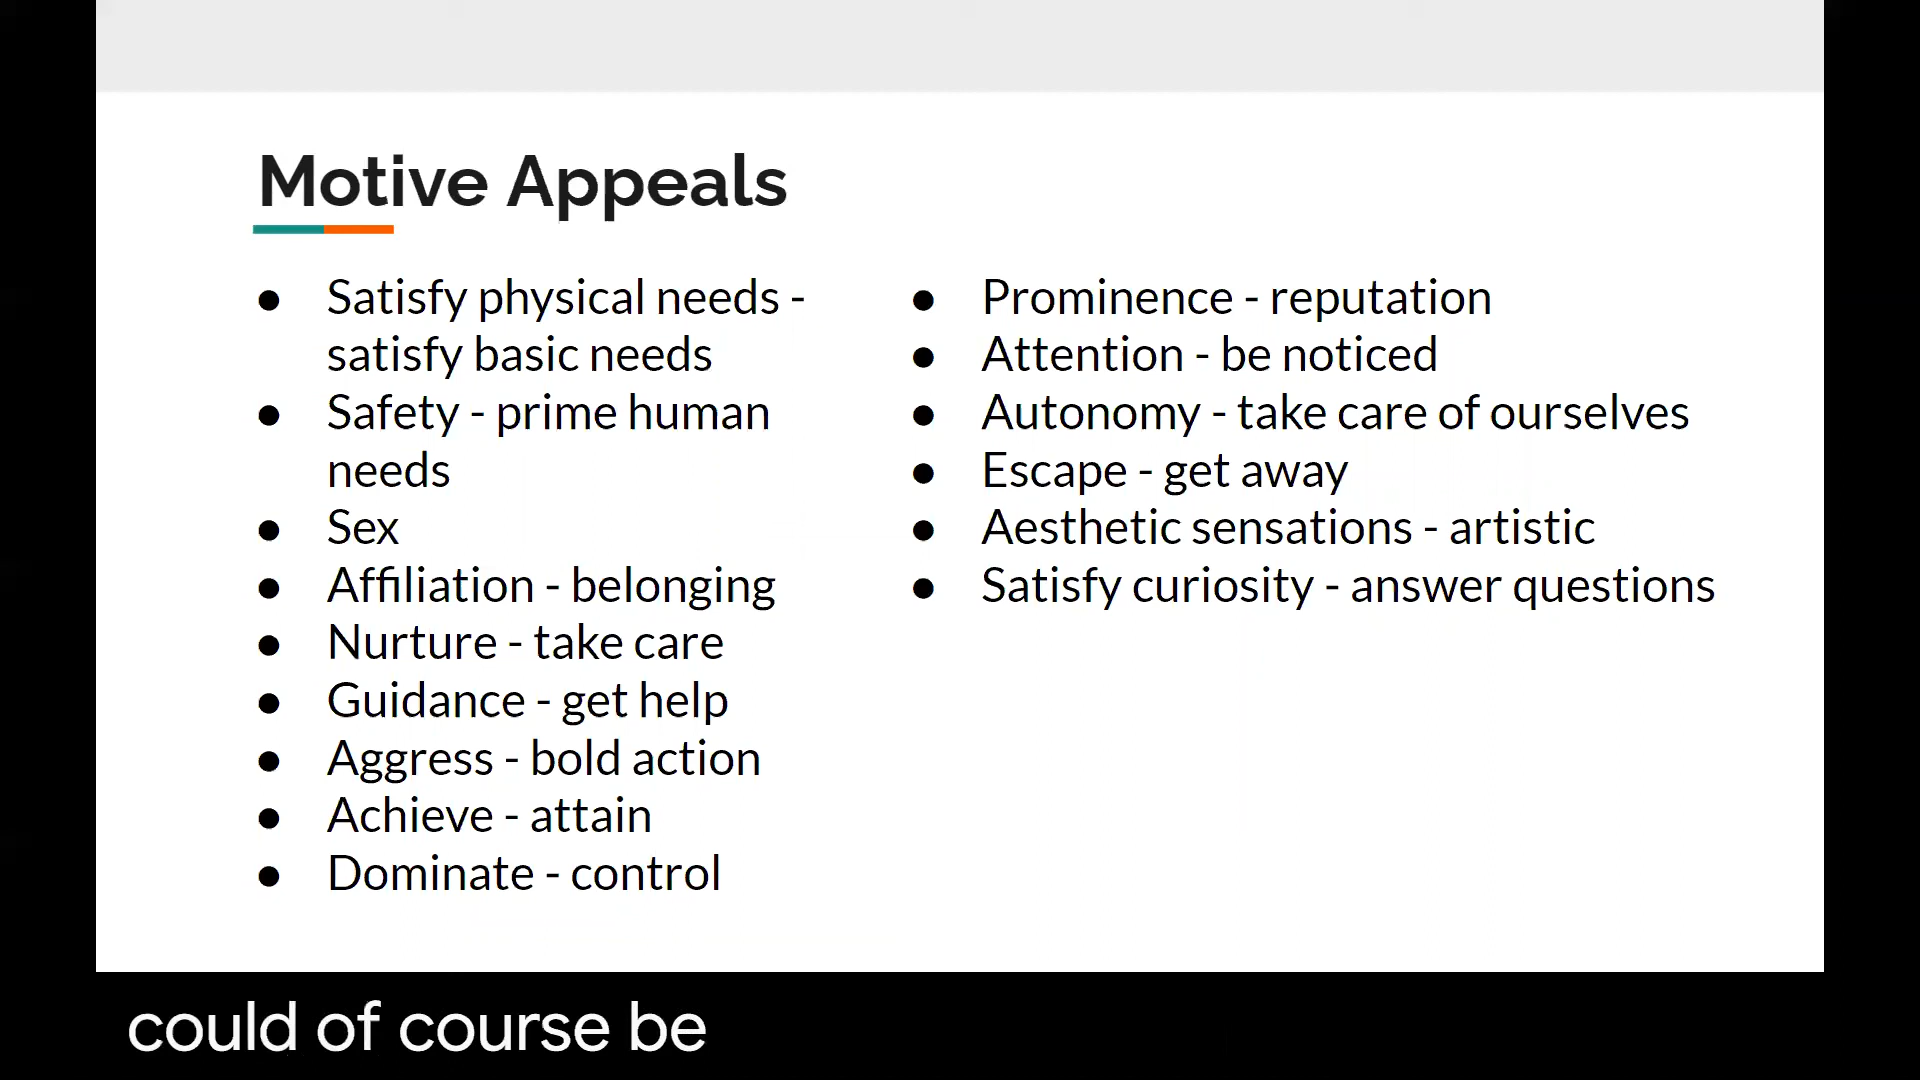 Motive Appeals
● Satisfy physical needs -
satisfy basic needs
● Safety - prime human
needs
● Sex
● Affiliation - belonging
● Nurture - take care
● Guidance - get help
● Aggress - bold action
● Achieve - attain
● Dominate - control
● Prominence - reputation
● Attention - be noticed
● Autonomy - take care of ourselves
● Escape - get away
● Aesthetic sensations - artistic
● Satisfy curiosity - answer questions
could of course be